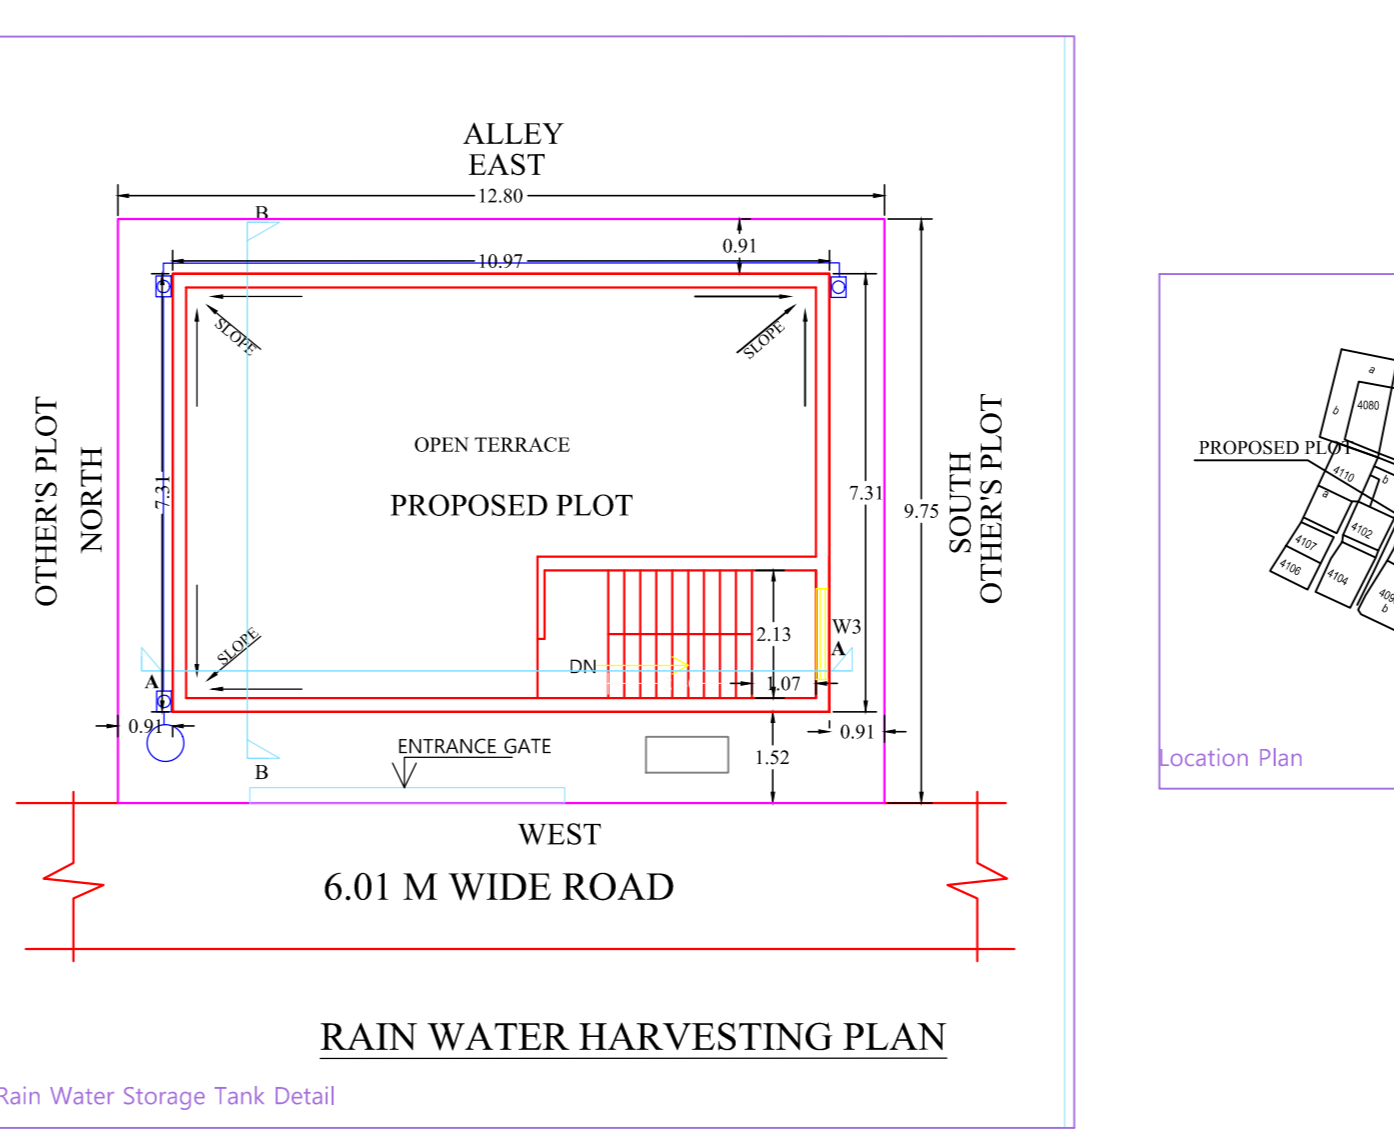 ALLEY
EAST
12.80
B
0.91
10.97
SLOPE
SLOPE
OTHER'S PLOT
NORTH
7.31
OPEN TERRACE
PROPOSED PLOT
7.31
9.75
SOUTH
OTHER'S PLOT
SLOPE
DN
2.13
1.07
W3
A
A
0.91
B
ENTRANCE GATE
1.52
0.91
WEST
6.01 M WIDE ROAD
RAIN WATER HARVESTING PLAN
Rain Water Storage Tank Detail
a
b
4080
PROPOSED PLOT
4110
b
a
4102
4107
4106
4104
b
Location Plan